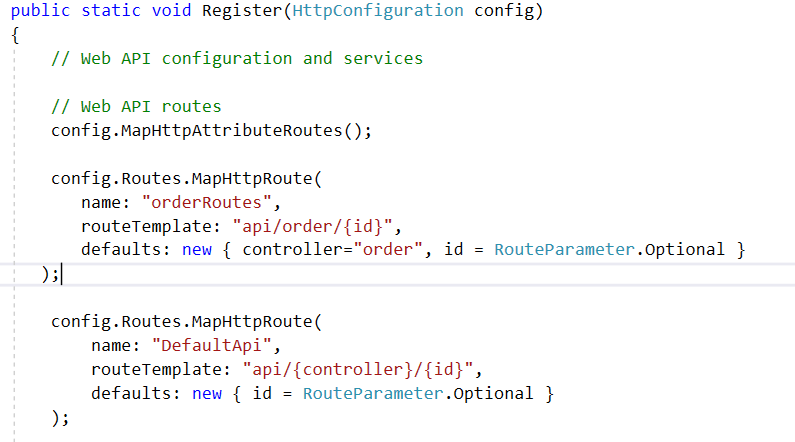 public static void Register(HttpConfiguration config)
{
// Web API configuration and services
// Web API routes
config.MapHttpAttributeRoutes();
config.Routes.MapHttpRoute(
name: "orderRoutes",
routeTemplate: "api/order/{id}",
defaults: new { controller="order", id = RouteParameter.Optional }
);
config.Routes.MapHttpRoute(
name: "DefaultApi",
routeTemplate: "api/{controller}/{id}",
defaults: new { id = RouteParameter.Optional }
);